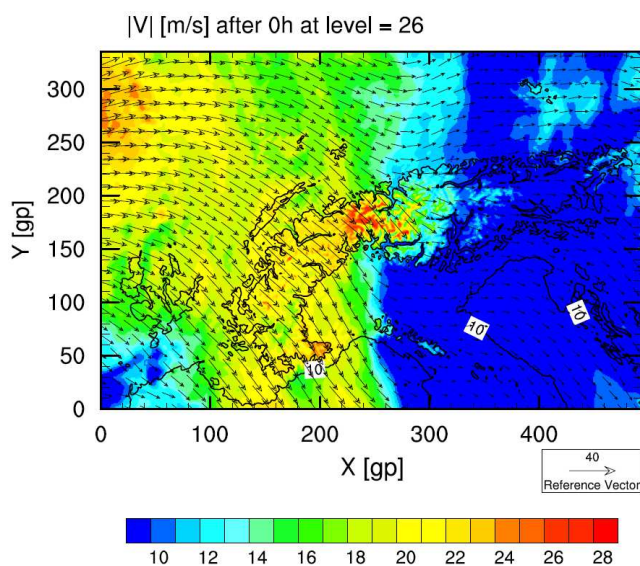 |V| [m/s] after 0h at level = 26
300
250
200
150
100
50
0
Y [gp]
10
10
10
0 100 200 300 400
X [gp]
40
Reference Vector
10 12 14 16 18 20 22 24 26 28